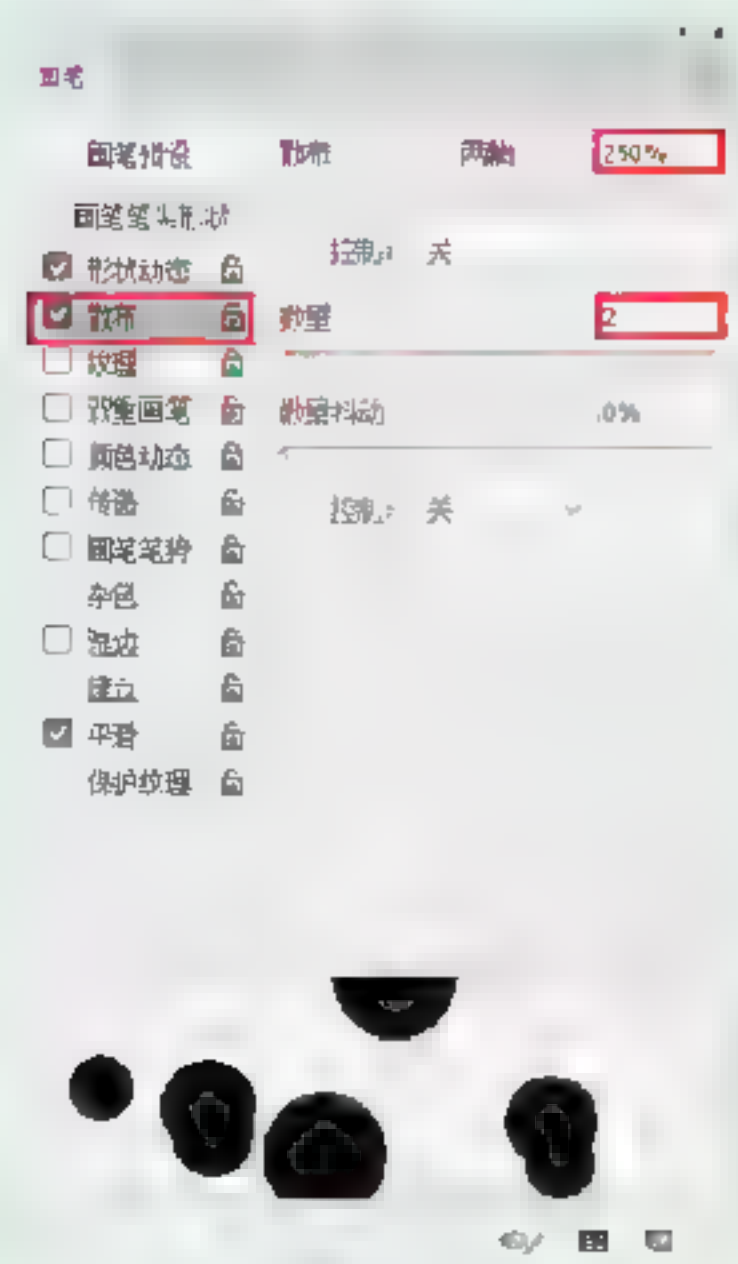 画笔
画笔预设 散布 两轴 250%
画笔笔尖形状
控制: 关
形状动态
散布 数量 2
纹理
双重画笔 数量抖动 0%
颜色动态
传递 控制: 关
画笔笔势
杂色
湿边
建立
平滑
保护纹理